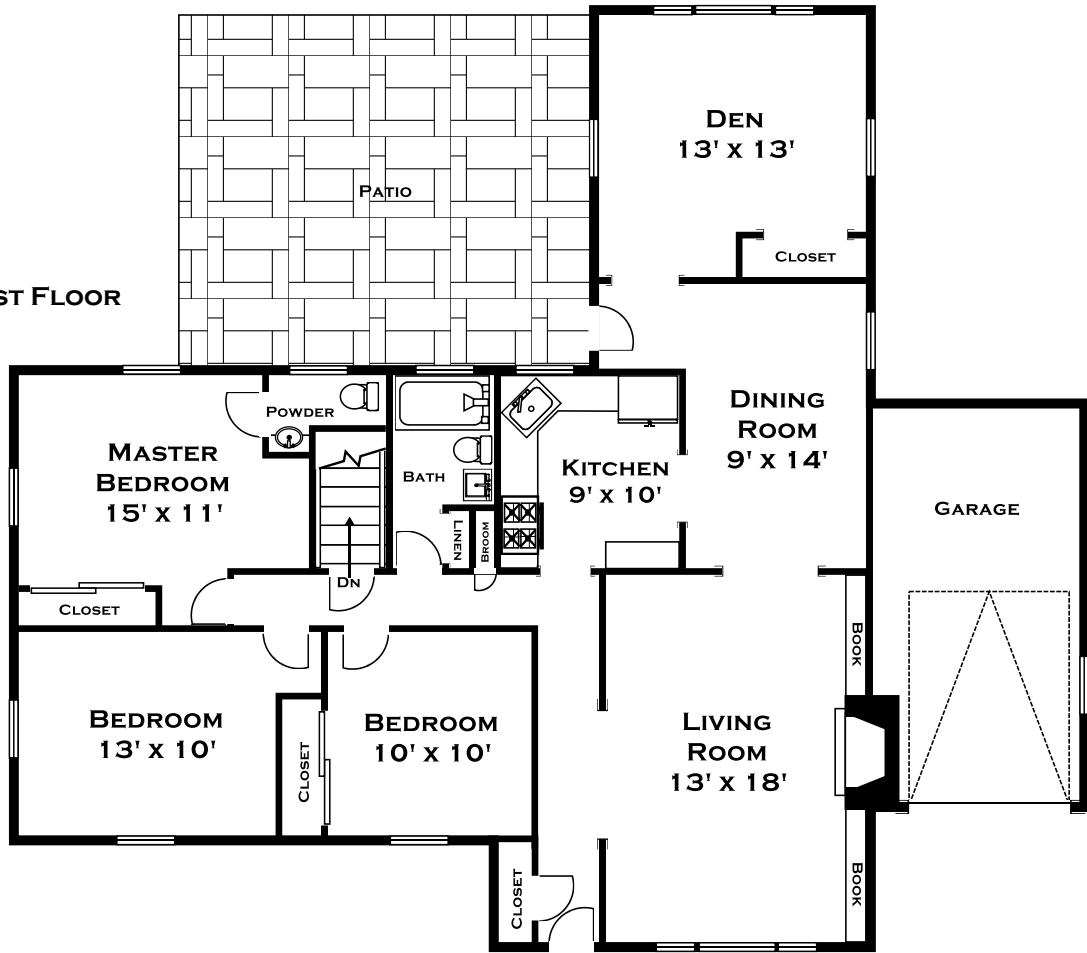 DEN
13' X 13'
PATIO
CLOSET
ST FLOOR
DINING
ROOM
9' X 14'
POWDER
MASTER
BEDROOM
15' X 11'
BATH
KITCHEN
9' X 10'
GARAGE
LINEN
BROOM
DN
CLOSET
BOOK
BEDROOM
13' X 10'
BEDROOM
10' X 10'
LIVING
ROOM
13' X 18'
CLOSET
CLOSET
BOOK